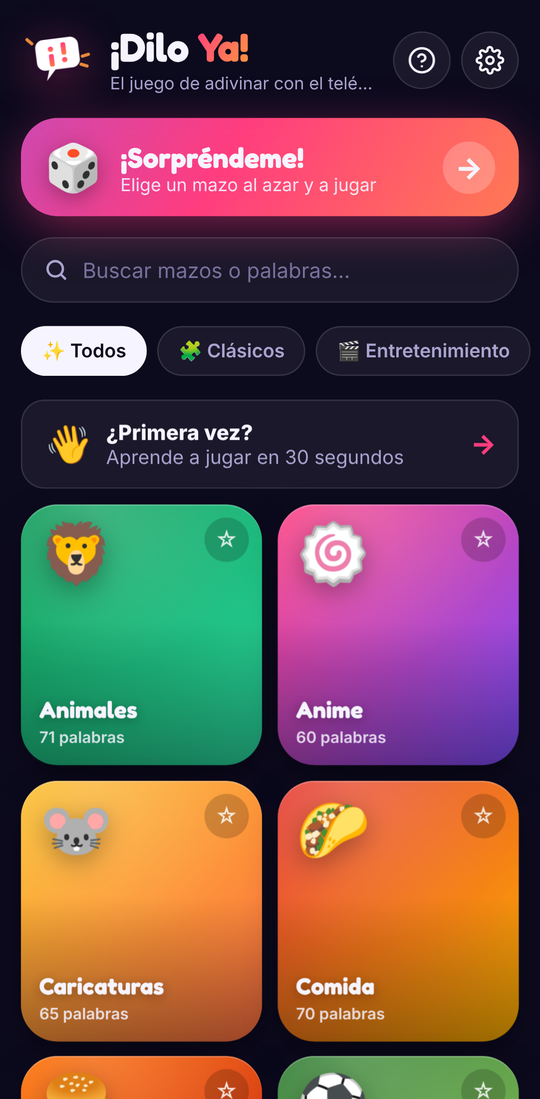 ¡!
¡Dilo Ya!
El juego de adivinar con el telé...
¡Sorpréndeme!
Elige un mazo al azar y a jugar
Buscar mazos o palabras...
✨ Todos
🧩 Clásicos
🎬 Entretenimiento
¿Primera vez?
Aprende a jugar en 30 segundos
Animales
71 palabras
Anime
60 palabras
Caricaturas
65 palabras
Comida
70 palabras